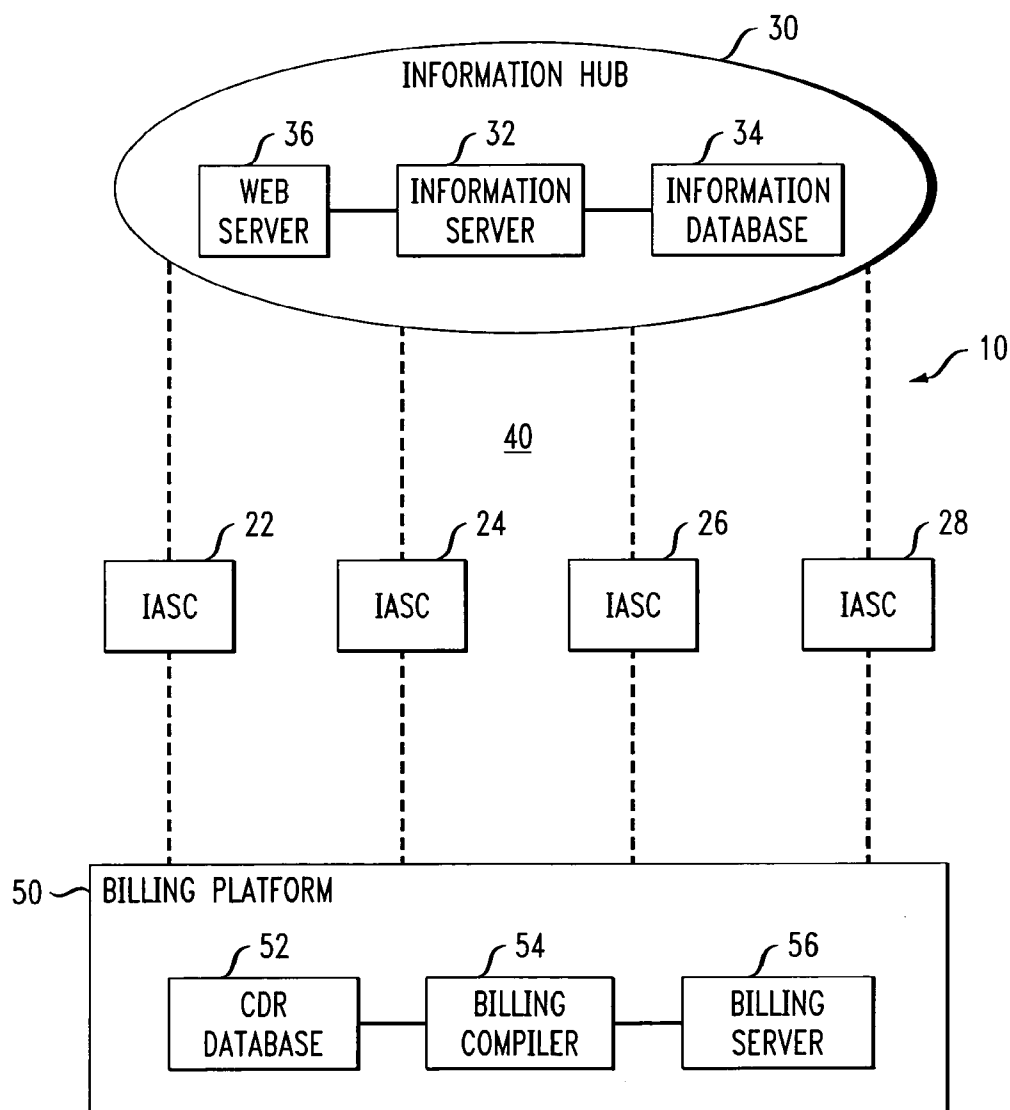 30
INFORMATION HUB
36
32
34
WEB
SERVER
INFORMATION
SERVER
INFORMATION
DATABASE
10
40
22
24
26
28
IASC
IASC
IASC
IASC
50
BILLING PLATFORM
52
54
56
CDR
DATABASE
BILLING
COMPILER
BILLING
SERVER